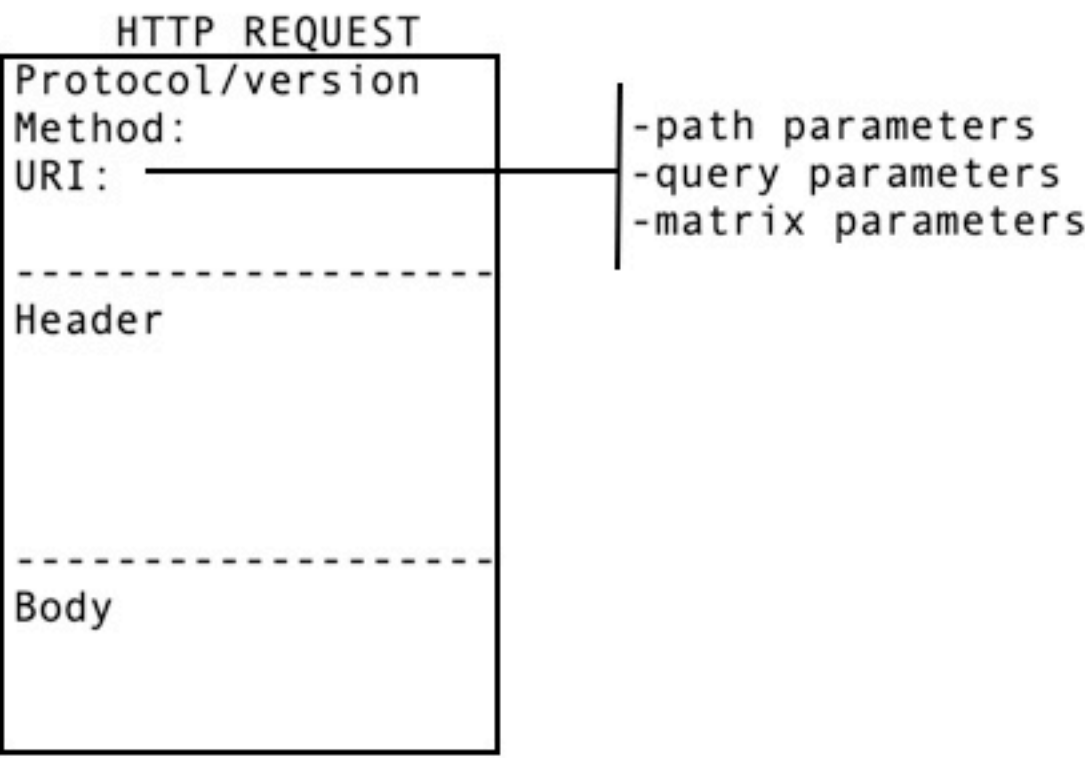 HTTP REQUEST
Protocol/version
Method:
URI:
-path parameters
-query parameters
-matrix parameters
-------------------
Header
-------------------
Body